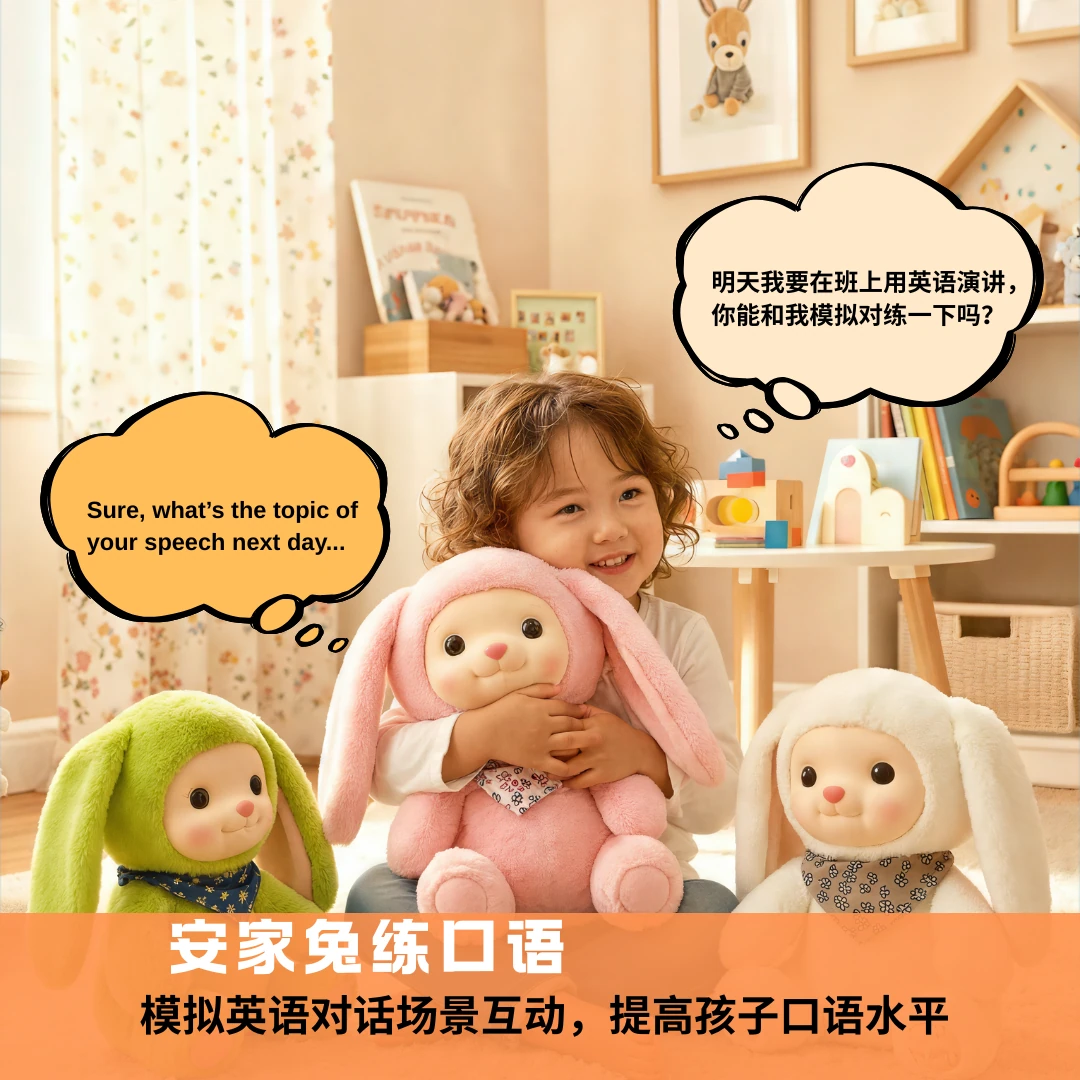 明天我要在班上用英语演讲，
你能和我模拟对练一下吗？
Sure, what's the topic of
your speech next day...
安家兔练口语
模拟英语对话场景互动，提高孩子口语水平